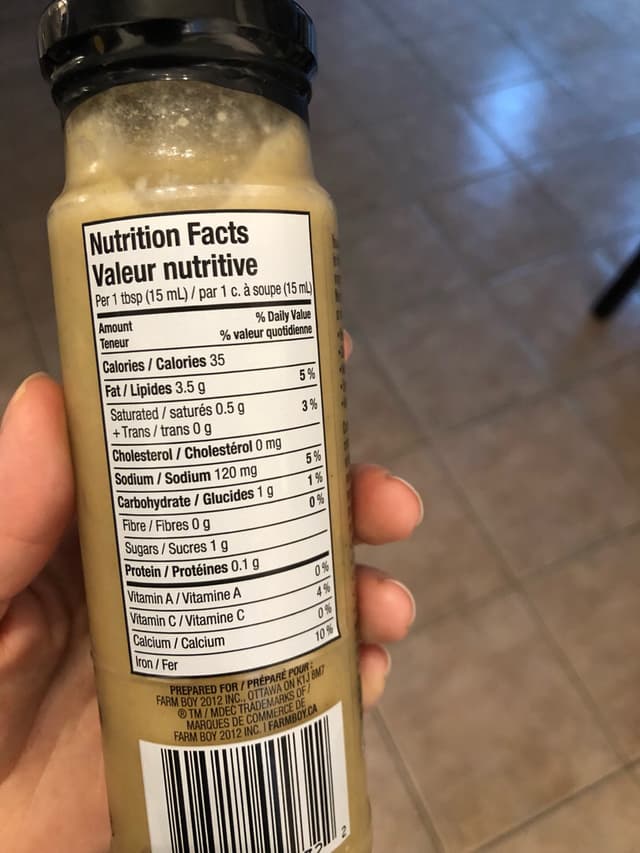 Nutrition Facts
Valeur nutritive
Per 1 tbsp (15 mL) / par 1 c. à soupe (15 mL)
Amount % Daily Value
Teneur % valeur quotidienne
Calories / Calories 35
Fat / Lipides 3.5 g 5 %
Saturated / saturés 0.5 g 3 %
+ Trans / trans 0 g
Cholesterol / Cholestérol 0 mg
Sodium / Sodium 120 mg 5 %
Carbohydrate / Glucides 1 g 1 %
Fibre / Fibres 0 g 0 %
Sugars / Sucres 1 g
Protein / Protéines 0.1 g
Vitamin A / Vitamine A 0 %
Vitamin C / Vitamine C 4 %
Calcium / Calcium 0 %
Iron / Fer 10 %
PREPARED FOR / PRÉPARÉ POUR :
FARM BOY 2012 INC., OTTAWA ON K1J 8M7
® TM / MDEC TRADEMARKS OF /
MARQUES DE COMMERCE DE
FARM BOY 2012 INC. | FARMBOY.CA
2